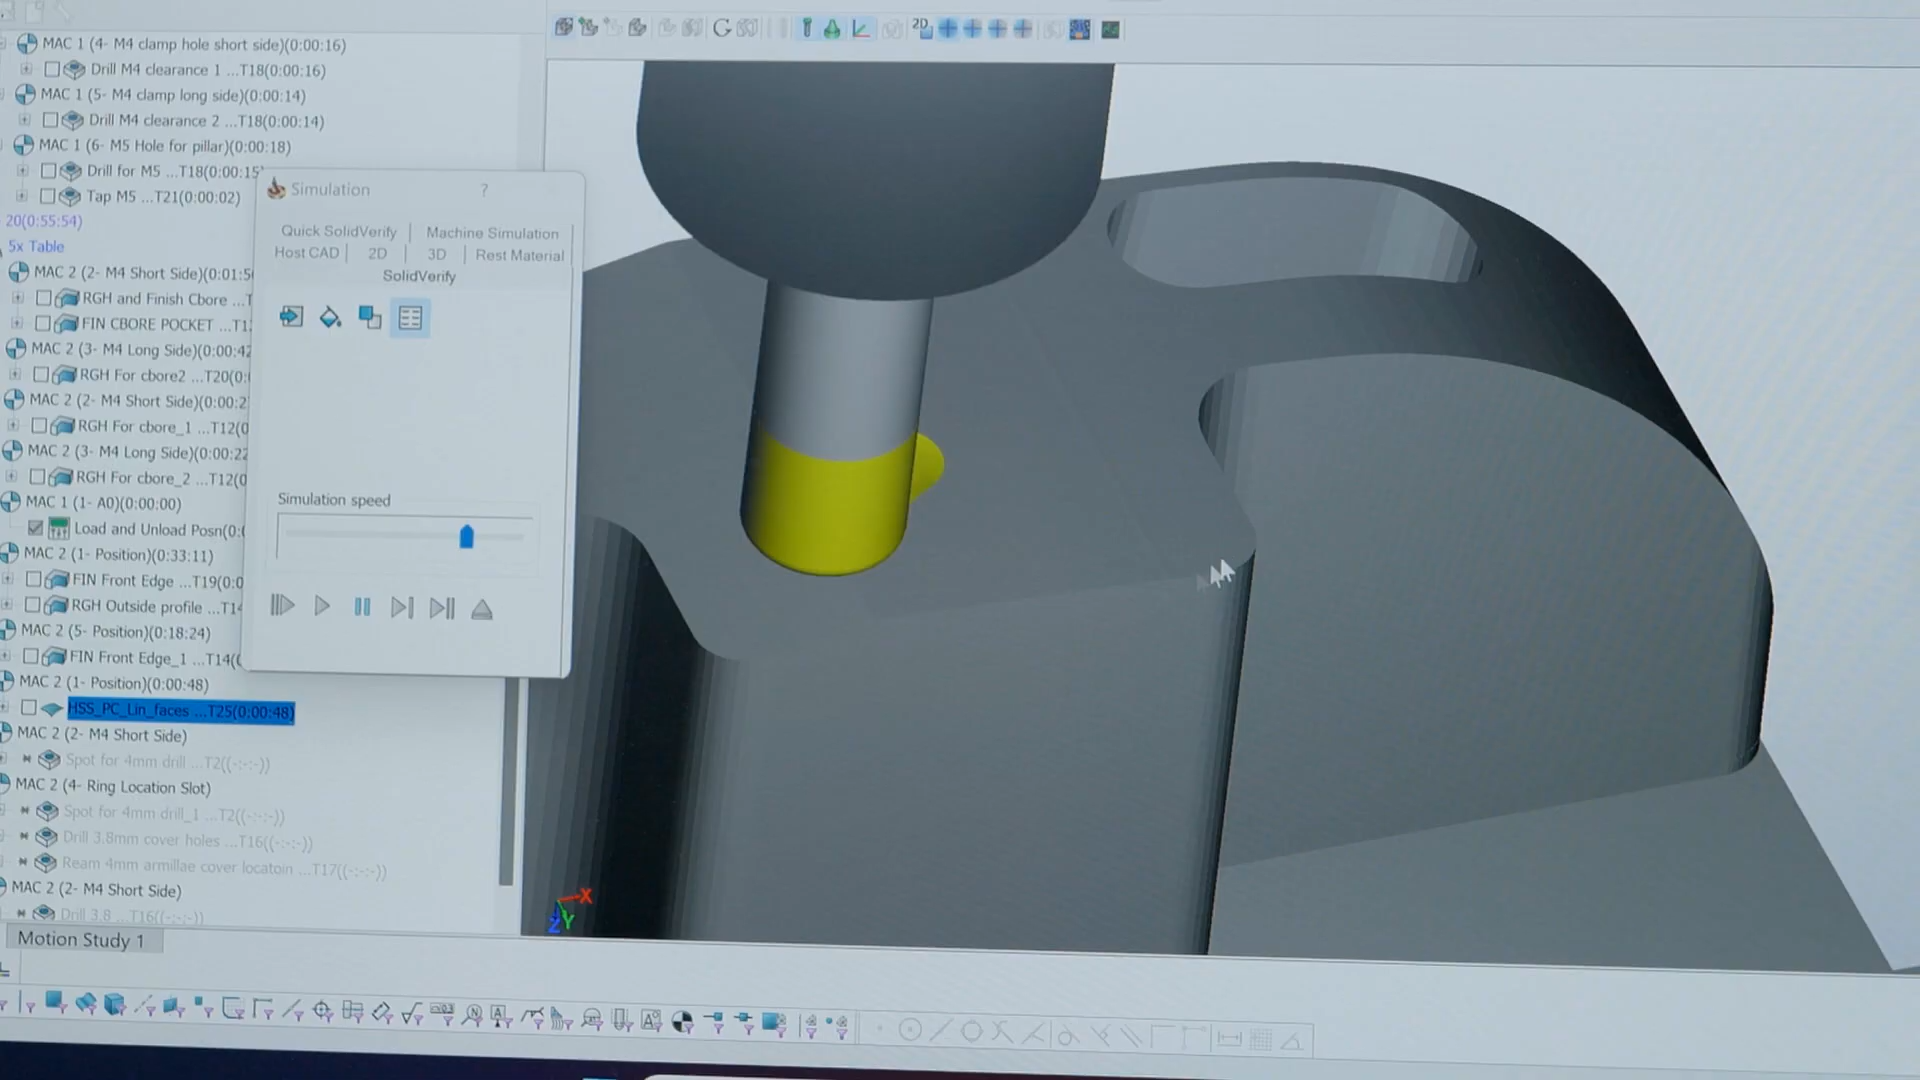 MAC 1 (4- M4 clamp hole short side)(0:00:16)
Drill M4 clearance 1 ...T18(0:00:16)
MAC 1 (5- M4 clamp long side)(0:00:14)
Drill M4 clearance 2 ...T18(0:00:14)
MAC 1 (6- M5 Hole for pillar)(0:00:18)
Drill for M5 ...T18(0:00:15
Tap M5 ...T21(0:00:02)
20(0:55:54)
5x Table
MAC 2 (2- M4 Short Side)(0:01:5
RGH and Finish Cbore ...T
FIN CBORE POCKET ...T1
MAC 2 (3- M4 Long Side)(0:00:42
RGH For cbore2 ...T20(0:
MAC 2 (2- M4 Short Side)(0:00:2
RGH For cbore_1 ...T12(0
MAC 2 (3- M4 Long Side)(0:00:22
RGH For cbore_2 ...T12(0
MAC 1 (1- A0)(0:00:00)
Load and Unload Posn(0:
MAC 2 (1- Position)(0:33:11)
FIN Front Edge ...T19(0:0
RGH Outside profile ...T14
MAC 2 (5- Position)(0:18:24)
FIN Front Edge_1 ...T14(
MAC 2 (1- Position)(0:00:48)
HSS_PC_Lin_faces ...T25(0:00:48)
MAC 2 (2- M4 Short Side)
Spot for 4mm drill ...T2((-:-:-))
MAC 2 (4- Ring Location Slot)
Spot for 4mm drill_1 ...T2((-:-:-))
Drill 3.8mm cover holes ...T16((-:-:-))
Ream 4mm armillae cover locatoin ...T17((-:-:-))
MAC 2 (2- M4 Short Side)
Drill 3.8 ...T16((-:-:-))
Motion Study 1
Simulation ?
Quick SolidVerify Machine Simulation
Host CAD 2D 3D Rest Material
SolidVerify
Simulation speed
2D
X
Y
Z